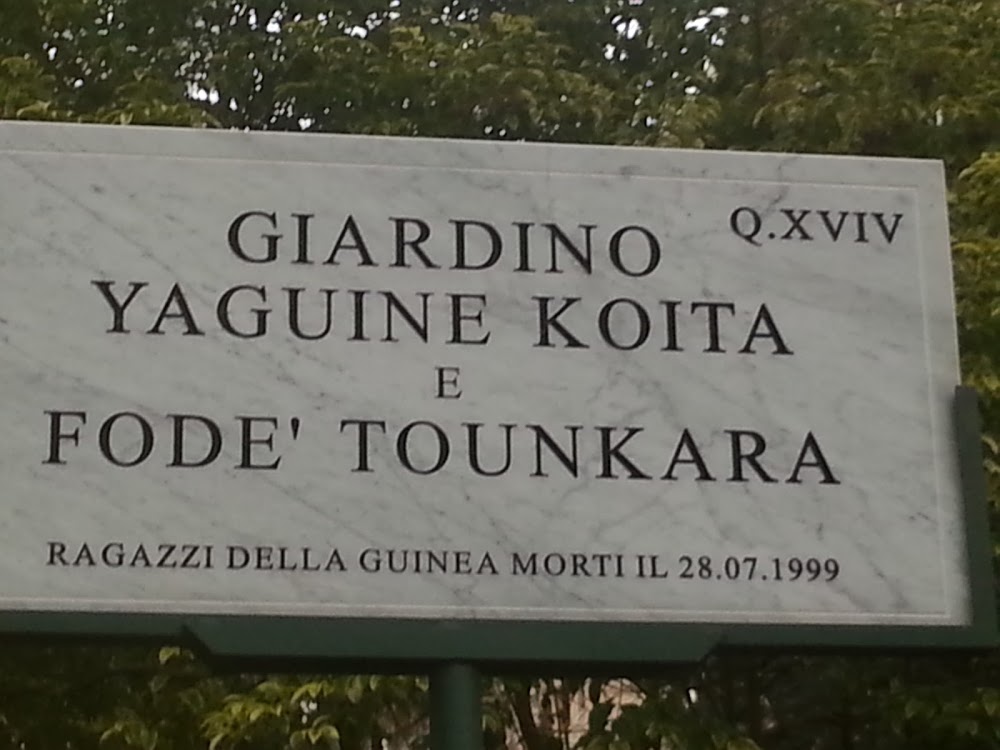 GIARDINO
Q.XVIV
YAGUINE KOITA
E
FODE' TOUNKARA
RAGAZZI DELLA GUINEA MORTI IL 28.07.1999